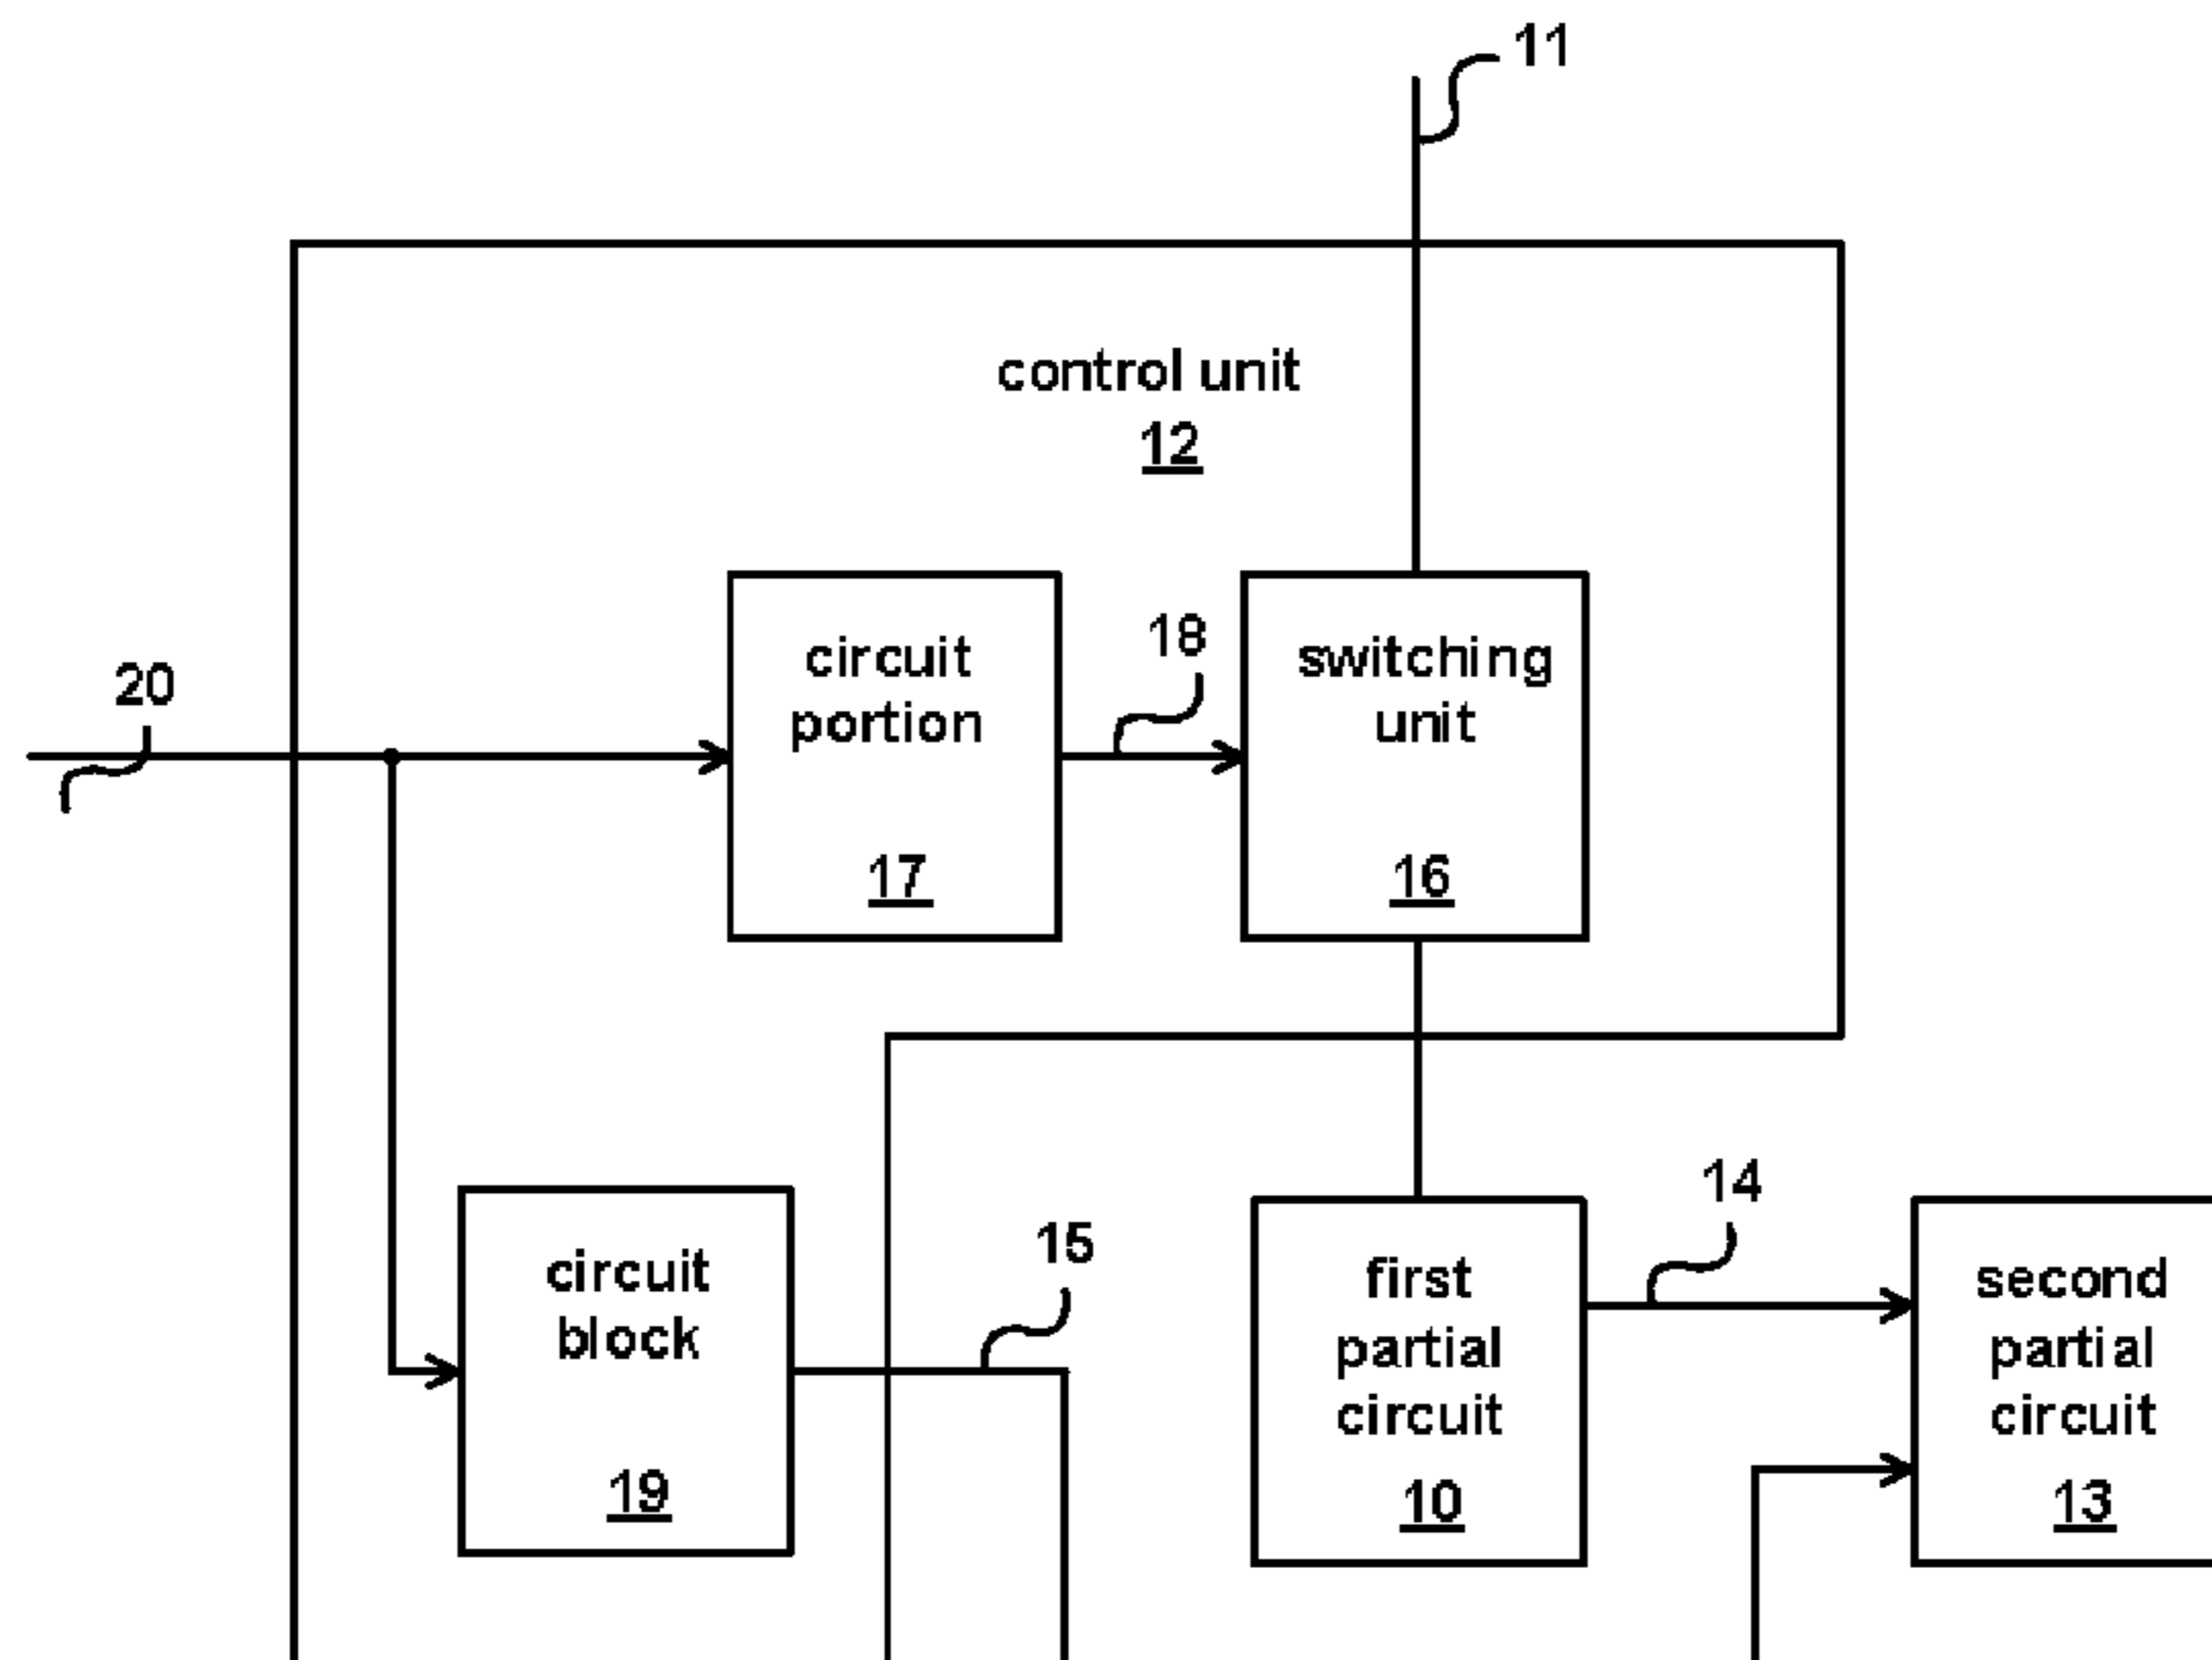 11
control unit
12
20
circuit
portion
17
18
switching
unit
16
circuit
block
19
15
first
partial
circuit
10
14
second
partial
circuit
13